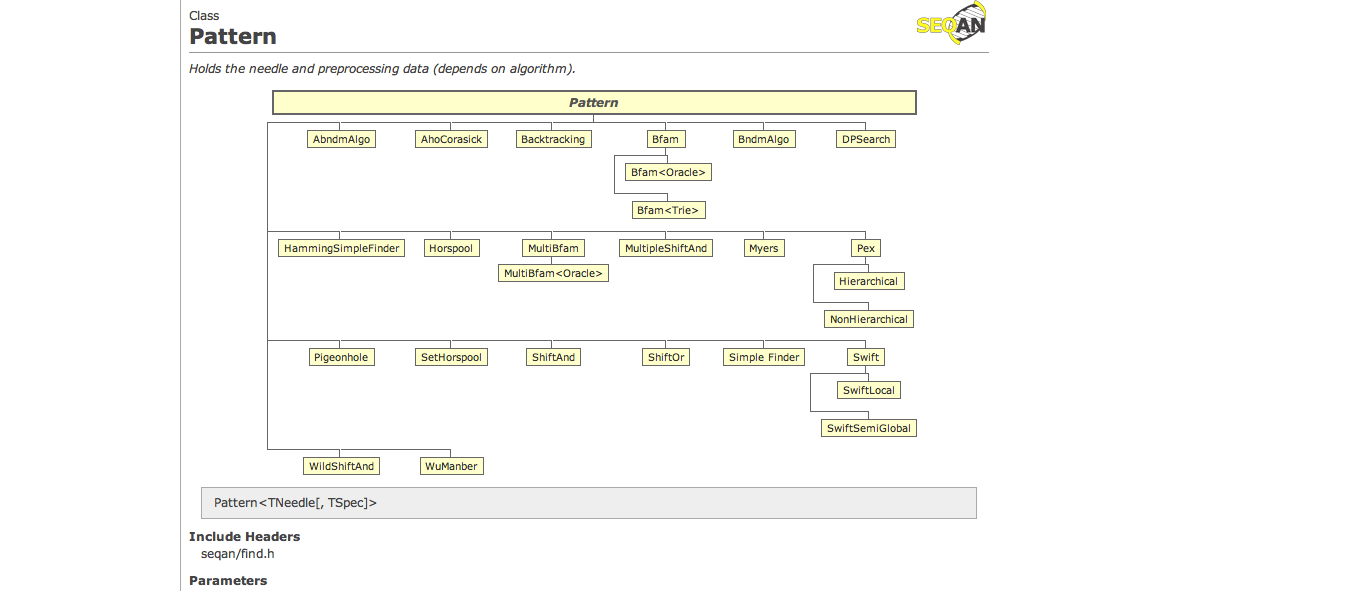 Class
SEQAN
Pattern
Holds the needle and preprocessing data (depends on algorithm).
Pattern
AbndmAlgo AhoCorasick Backtracking Bfam BndmAlgo DPSearch
Bfam<Oracle>
Bfam<Trie>
HammingSimpleFinder Horspool MultiBfam MultipleShiftAnd Myers Pex
MultiBfam<Oracle>
Hierarchical
NonHierarchical
Pigeonhole SetHorspool ShiftAnd ShiftOr Simple Finder Swift
SwiftLocal
SwiftSemiGlobal
WildShiftAnd WuManber
Pattern<TNeedle[, TSpec]>
Include Headers
seqan/find.h
Parameters